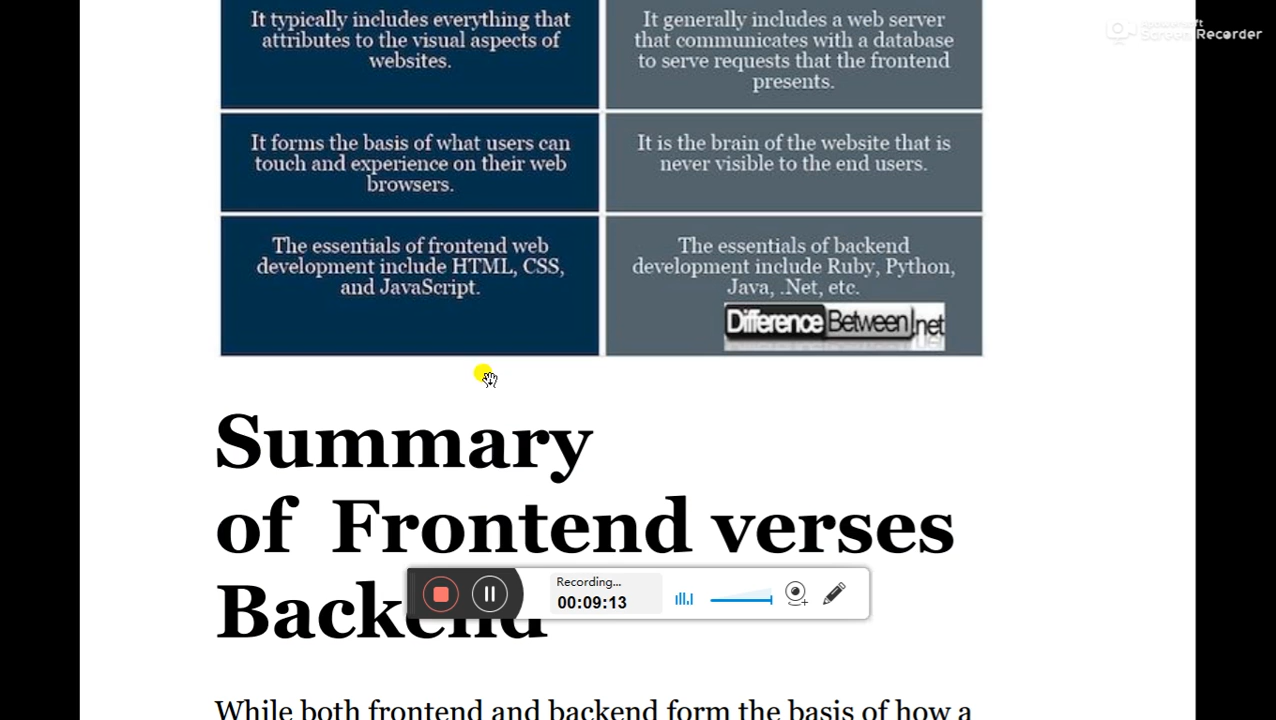 It typically includes everything that
attributes to the visual aspects of
websites.
It generally includes a web server
that communicates with a database
to serve requests that the frontend
presents.
Screen Recorder
It forms the basis of what users can
touch and experience on their web
browsers.
It is the brain of the website that is
never visible to the end users.
The essentials of frontend web
development include HTML, CSS,
and JavaScript.
The essentials of backend
development include Ruby, Python,
Java, .Net, etc.
DifferenceBetween.net
Summary
of Frontend verses
Backend
Recording...
00:09:13
While both frontend and backend form the basis of how a